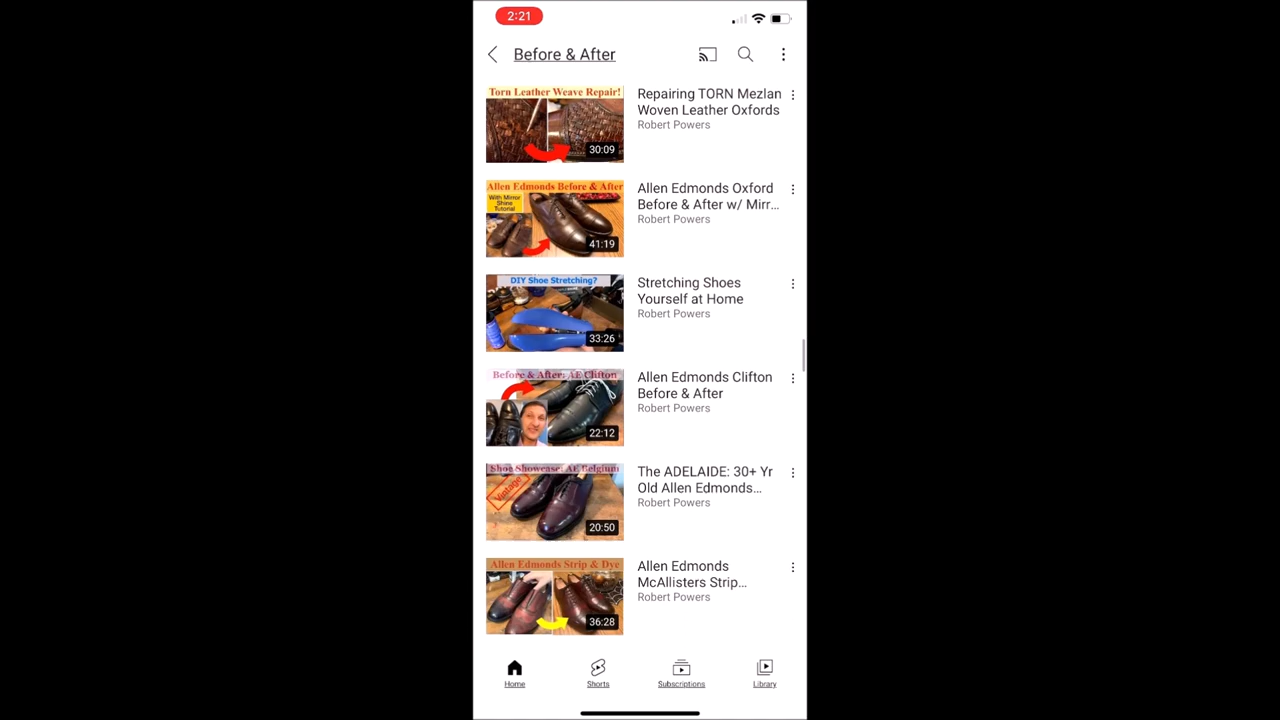 2:21
Before & After
Torn Leather Weave Repair!
30:09
Repairing TORN Mezlan
Woven Leather Oxfords
Robert Powers
Allen Edmonds Before & After
With Mirror
Shine
Tutorial
41:19
Allen Edmonds Oxford
Before & After w/ Mirr...
Robert Powers
DIY Shoe Stretching?
33:26
Stretching Shoes
Yourself at Home
Robert Powers
Before & After: AE Clifton
22:12
Allen Edmonds Clifton
Before & After
Robert Powers
Shoe Showcase: AE Belgium
Vintage
20:50
The ADELAIDE: 30+ Yr
Old Allen Edmonds...
Robert Powers
Allen Edmonds Strip & Dye
36:28
Allen Edmonds
McAllisters Strip...
Robert Powers
Home
Shorts
Subscriptions
Library